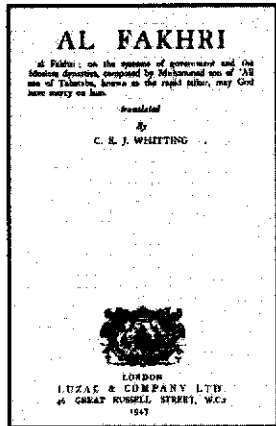 AL FAKHRI
al Fakhri : on the systems of government and the
Moslem dynasties, composed by Muhammad son of 'Ali
son of Tabataba, known as the rapid talker, may God
have mercy on him.
translated
By
C. E. J. WHITTING
LONDON
LUZAC & COMPANY LTD
46 GREAT RUSSELL STREET, W.C.1
1947